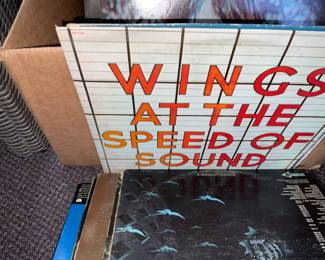 WINGS
AT THE
SPEED OF
SOUND